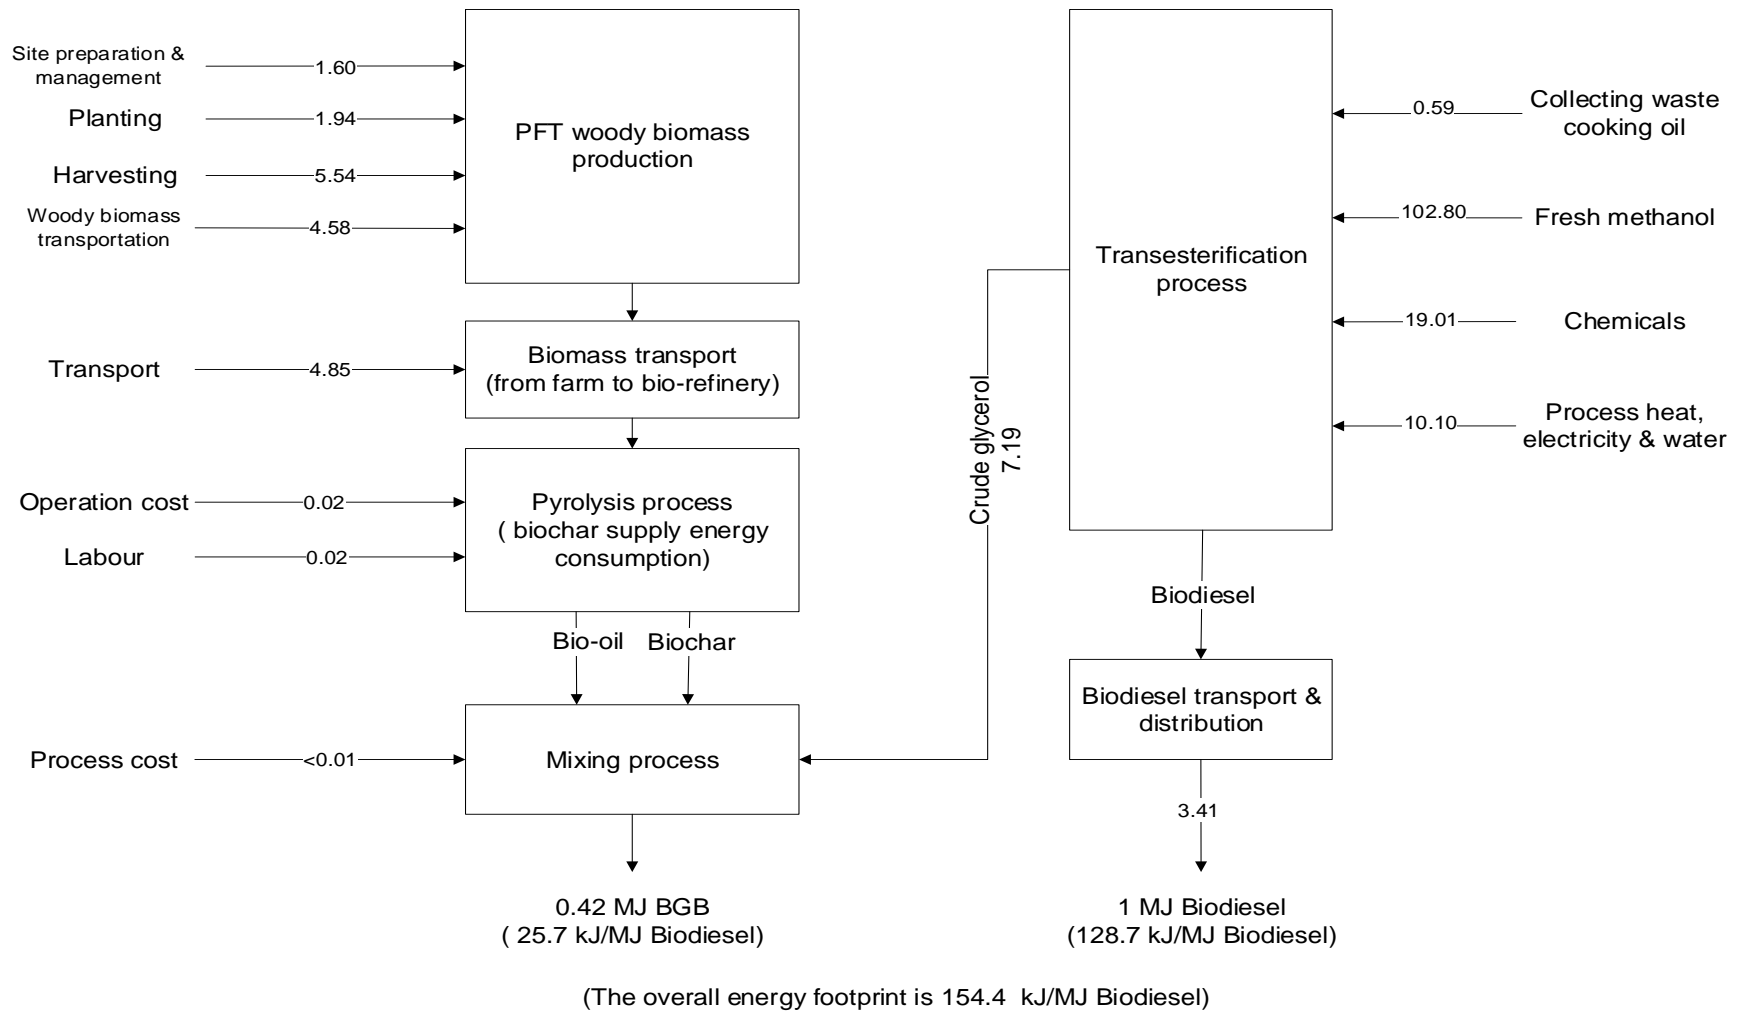 Site preparation &
management
1.60
Planting
1.94
Harvesting
5.54
Woody biomass
transportation
4.58
PFT woody biomass
production
Transport
4.85
Biomass transport
(from farm to bio-refinery)
Operation cost
0.02
Labour
0.02
Pyrolysis process
( biochar supply energy
consumption)
Bio-oil
Biochar
Process cost
<0.01
Mixing process
0.42 MJ BGB
( 25.7 kJ/MJ Biodiesel)
Crude glycerol
7.19
Transesterification
process
0.59
Collecting waste
cooking oil
102.80
Fresh methanol
19.01
Chemicals
10.10
Process heat,
electricity & water
Biodiesel
Biodiesel transport &
distribution
3.41
1 MJ Biodiesel
(128.7 kJ/MJ Biodiesel)
(The overall energy footprint is 154.4 kJ/MJ Biodiesel)